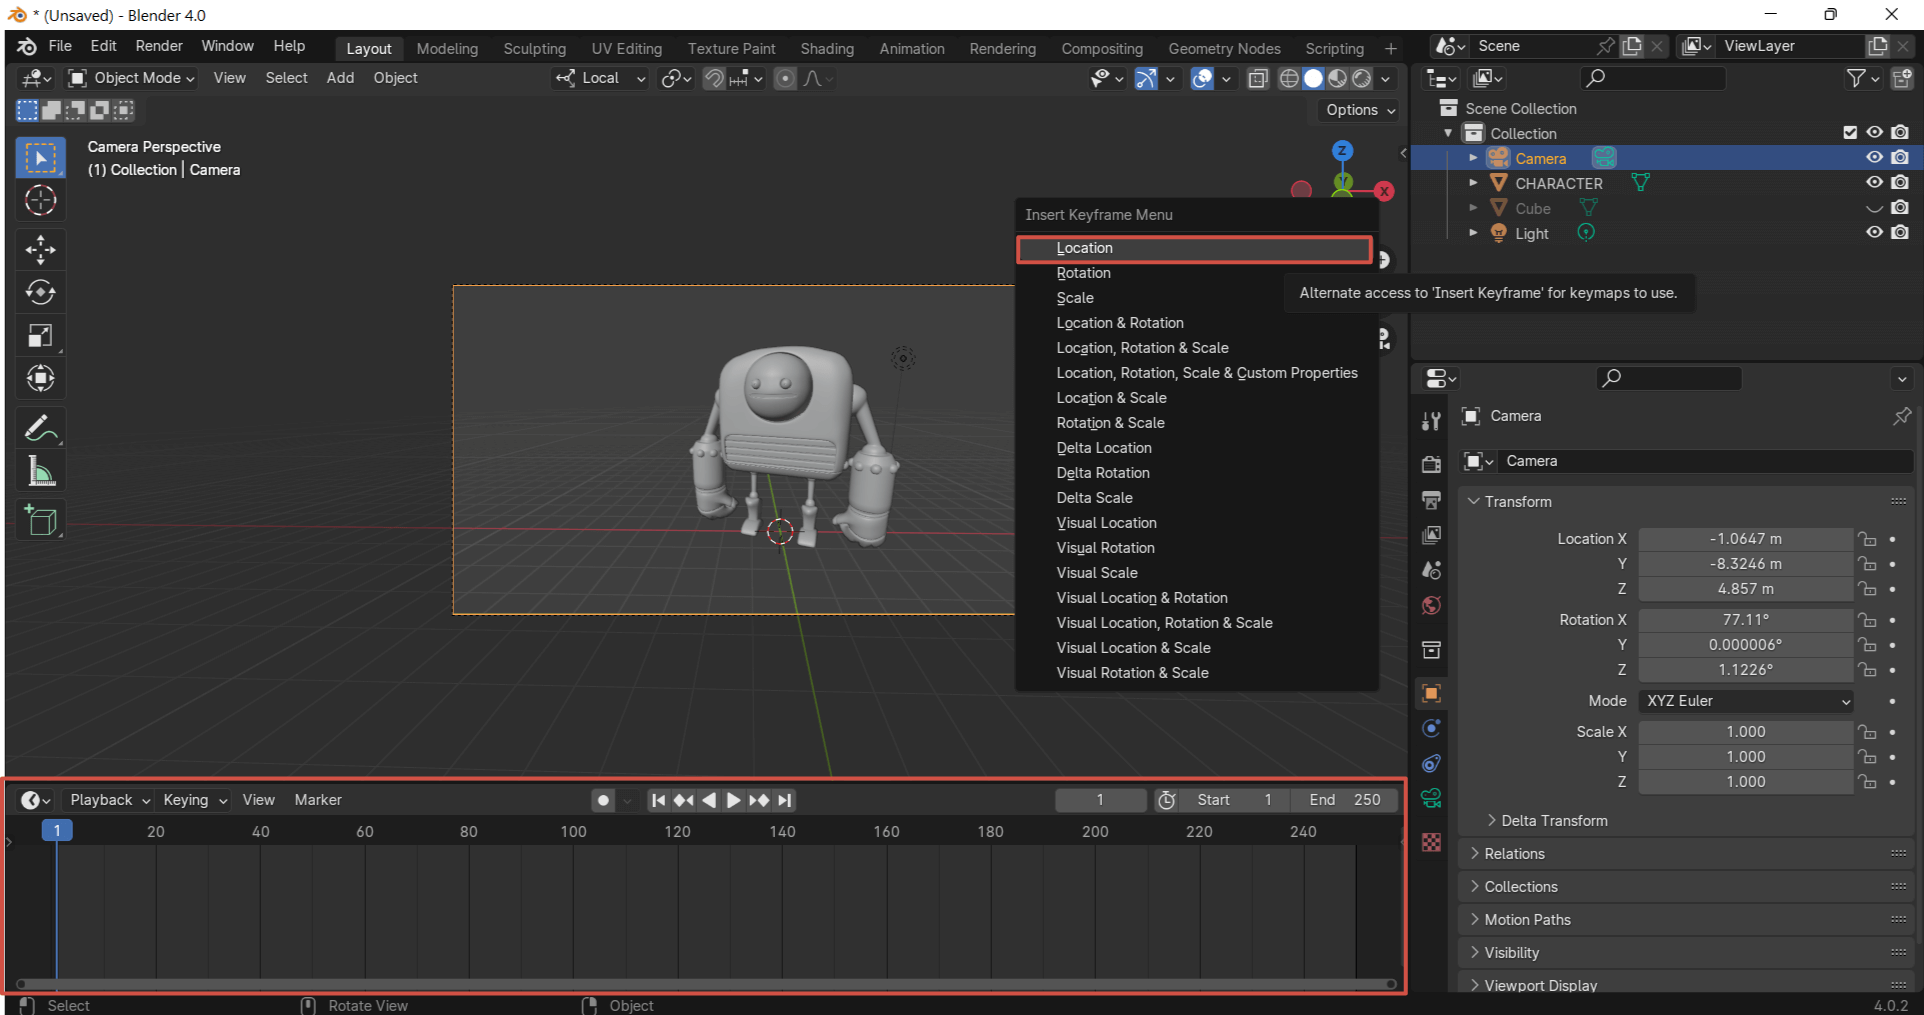 * (Unsaved) - Blender 4.0
File Edit Render Window Help Layout Modeling Sculpting UV Editing Texture Paint Shading Animation Rendering Compositing Geometry Nodes Scripting + Scene ViewLayer
Object Mode View Select Add Object Local
Options
Camera Perspective
(1) Collection | Camera
Z
Y
X
Scene Collection
Collection
Camera
CHARACTER
Cube
Light
Insert Keyframe Menu
Location
Rotation
Scale
Location & Rotation
Location, Rotation & Scale
Location, Rotation, Scale & Custom Properties
Location & Scale
Rotation & Scale
Delta Location
Delta Rotation
Delta Scale
Visual Location
Visual Rotation
Visual Scale
Visual Location & Rotation
Visual Location, Rotation & Scale
Visual Location & Scale
Visual Rotation & Scale
Alternate access to 'Insert Keyframe' for keymaps to use.
Camera
Camera
Transform
Location X -1.0647 m
Y -8.3246 m
Z 4.857 m
Rotation X 77.11°
Y 0.000006°
Z 1.1226°
Mode XYZ Euler
Scale X 1.000
Y 1.000
Z 1.000
Delta Transform
Relations
Collections
Motion Paths
Visibility
Viewport Display
Playback Keying View Marker 1 Start 1 End 250
1 20 40 60 80 100 120 140 160 180 200 220 240
Select Rotate View Object 4.0.2